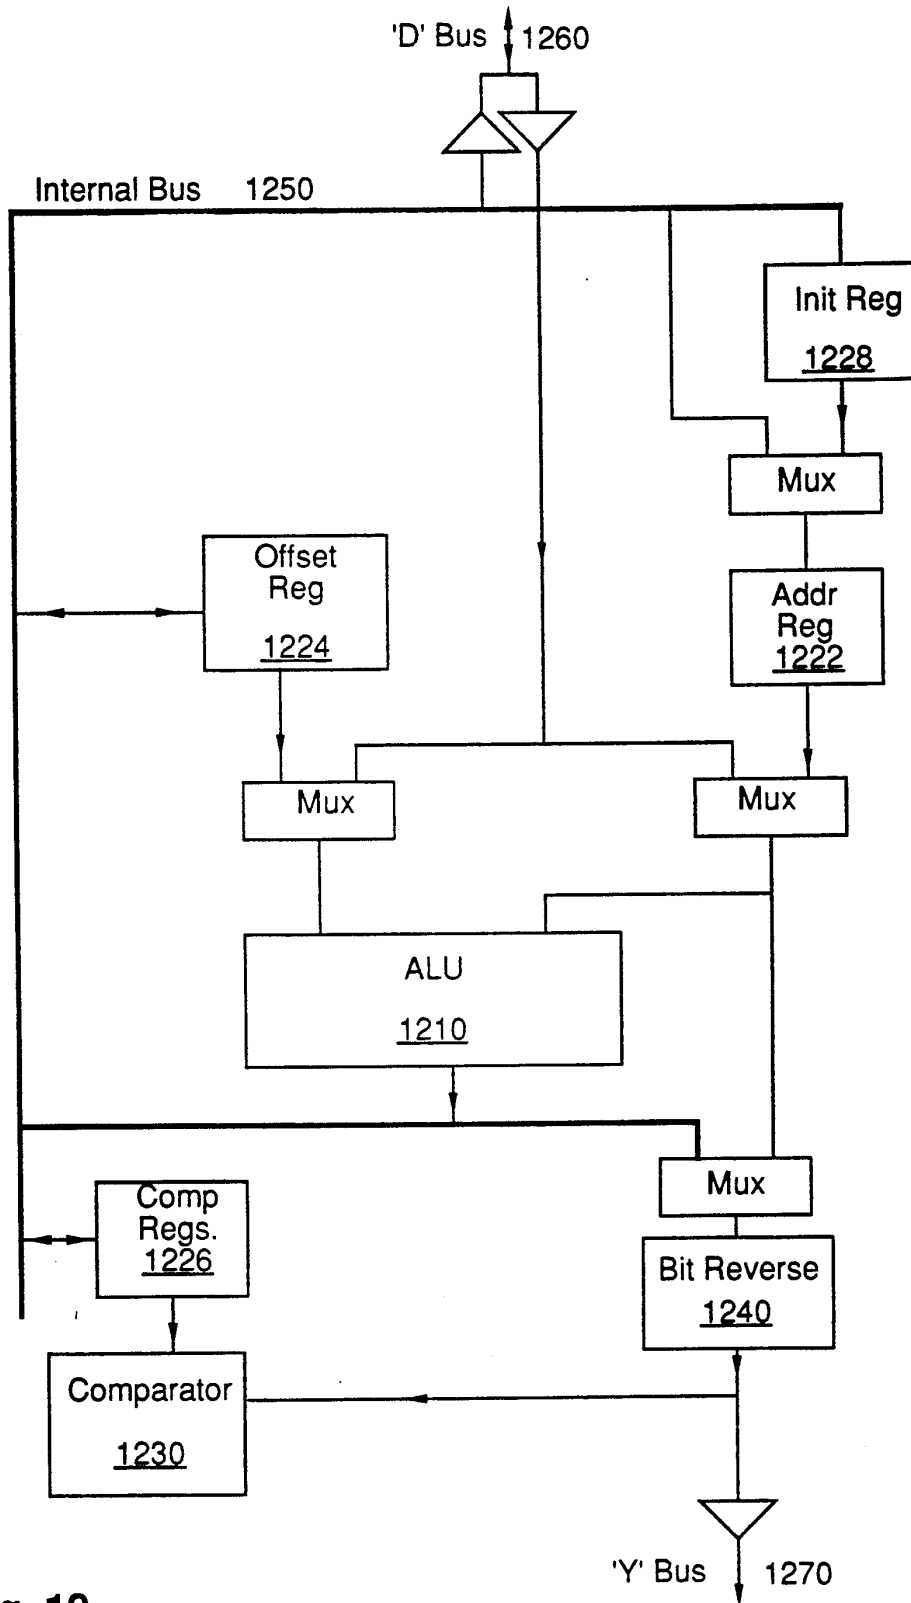 'D' Bus 1260
Internal Bus 1250
Init Reg
1228
Mux
Offset
Reg
1224
Addr
Reg
1222
Mux
Mux
ALU
1210
Mux
Comp
Regs.
1226
Bit Reverse
1240
Comparator
1230
'Y' Bus 1270